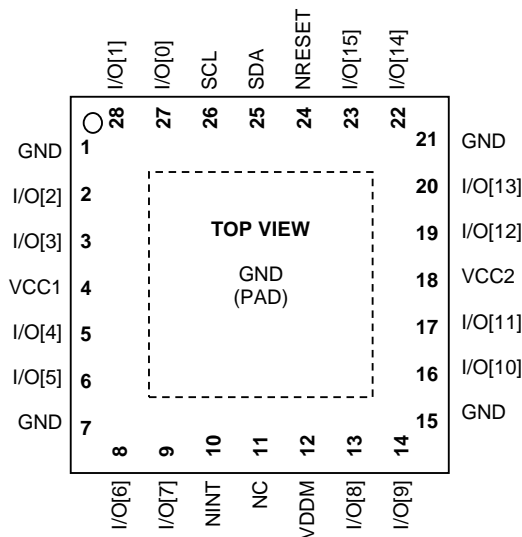 I/O[1] I/O[0] SCL SDA NRESET I/O[15] I/O[14]
28 27 26 25 24 23 22
GND 1 21 GND
I/O[2] 2 20 I/O[13]
I/O[3] 3 19 I/O[12]
TOP VIEW
GND
(PAD)
VCC1 4 18 VCC2
I/O[4] 5 17 I/O[11]
I/O[5] 6 16 I/O[10]
GND 7 15 GND
8 9 10 11 12 13 14
I/O[6] I/O[7] NINT NC VDDM I/O[8] I/O[9]